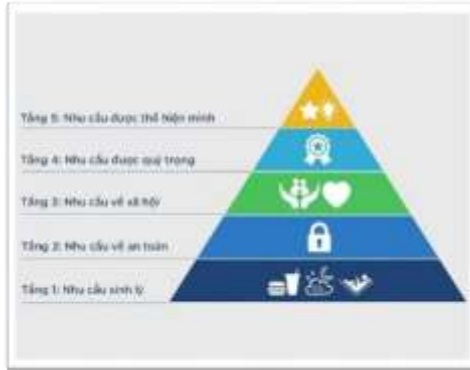 Tầng 5: Nhu cầu được thể hiện mình
Tầng 4: Nhu cầu được quý trọng
Tầng 3: Nhu cầu về xã hội
Tầng 2: Nhu cầu về an toàn
Tầng 1: Nhu cầu sinh lý